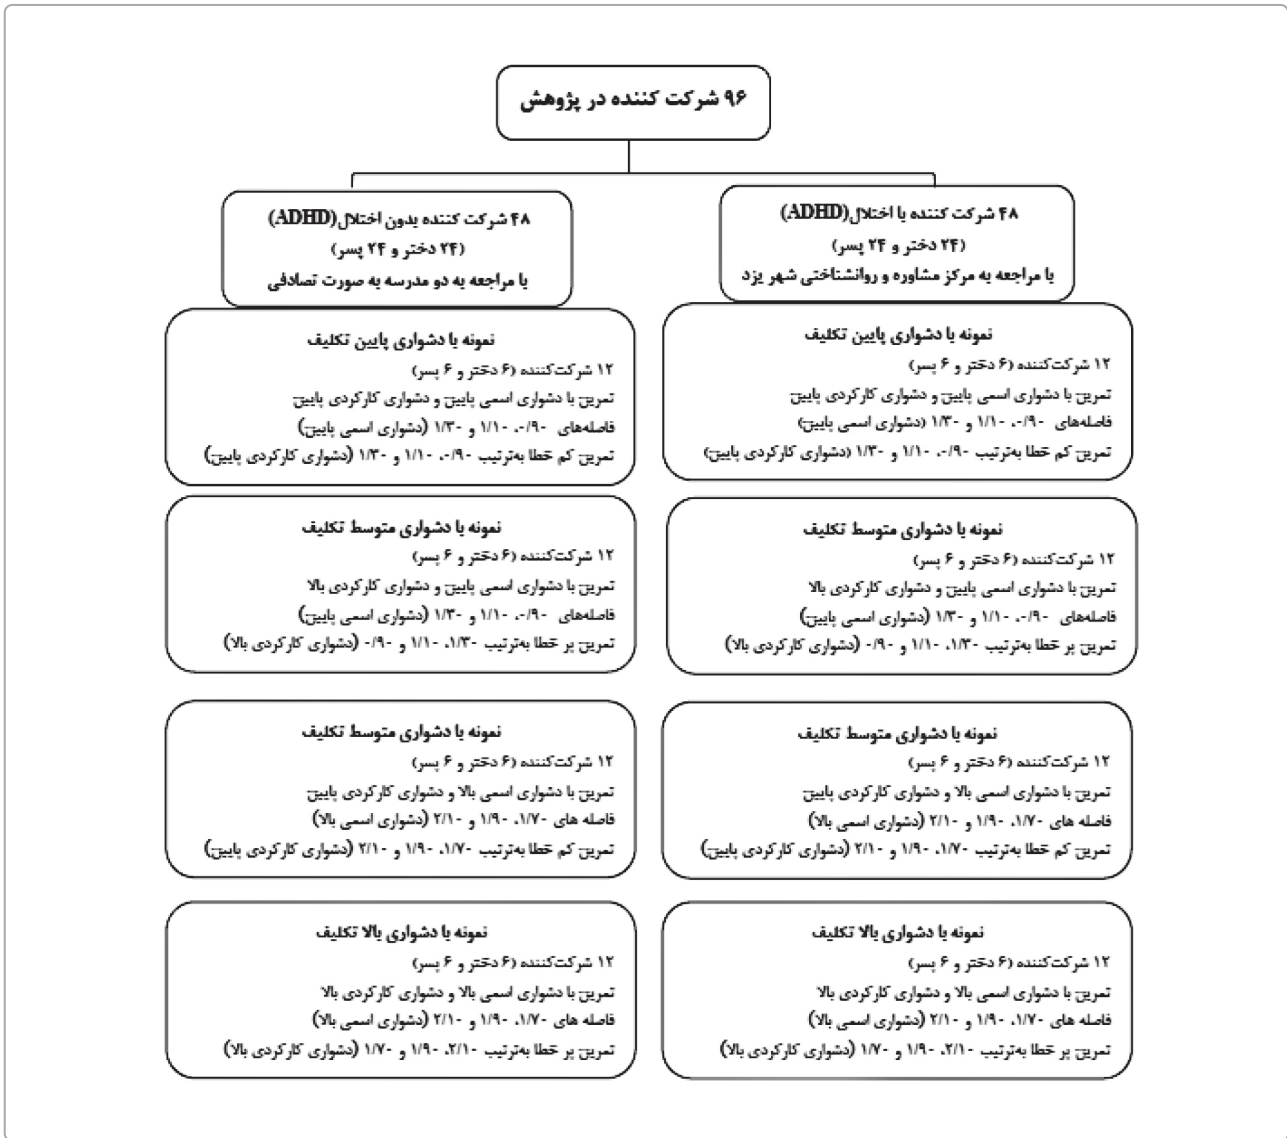 ۹۶ شرکت کننده در پژوهش
۴۸ شرکت کننده با اختلال(ADHD)
(۲۴ دختر و ۲۴ پسر)
با مراجعه به مرکز مشاوره و روانشناختی شهر یزد
نمونه با دشواری پایین تکلیف
۱۲ شرکت‌کننده (۶ دختر و ۶ پسر)
تمرین با دشواری اسمی پایین و دشواری کارکردی پایین
فاصله‌های ۰/۹۰، ۱/۱۰ و ۱/۳۰ (دشواری اسمی پایین)
تمرین کم خطا به‌ترتیب ۰/۹۰، ۱/۱۰ و ۱/۳۰ (دشواری کارکردی پایین)
نمونه با دشواری متوسط تکلیف
۱۲ شرکت‌کننده (۶ دختر و ۶ پسر)
تمرین با دشواری اسمی پایین و دشواری کارکردی بالا
فاصله‌های ۰/۹۰، ۱/۱۰ و ۱/۳۰ (دشواری اسمی پایین)
تمرین پر خطا به‌ترتیب ۱/۳۰، ۱/۱۰ و ۰/۹۰ (دشواری کارکردی بالا)
نمونه با دشواری متوسط تکلیف
۱۲ شرکت‌کننده (۶ دختر و ۶ پسر)
تمرین با دشواری اسمی بالا و دشواری کارکردی پایین
فاصله های ۱/۷۰، ۱/۹۰ و ۲/۱۰ (دشواری اسمی بالا)
تمرین کم خطا به‌ترتیب ۱/۷۰، ۱/۹۰ و ۲/۱۰ (دشواری کارکردی پایین)
نمونه با دشواری بالا تکلیف
۱۲ شرکت‌کننده (۶ دختر و ۶ پسر)
تمرین با دشواری اسمی بالا و دشواری کارکردی بالا
فاصله های ۱/۷۰، ۱/۹۰ و ۲/۱۰ (دشواری اسمی بالا)
تمرین پر خطا به‌ترتیب ۲/۱۰، ۱/۹۰ و ۱/۷۰ (دشواری کارکردی بالا)
۴۸ شرکت کننده بدون اختلال(ADHD)
(۲۴ دختر و ۲۴ پسر)
با مراجعه به دو مدرسه به صورت تصادفی
نمونه با دشواری پایین تکلیف
۱۲ شرکت‌کننده (۶ دختر و ۶ پسر)
تمرین با دشواری اسمی پایین و دشواری کارکردی پایین
فاصله‌های ۰/۹۰، ۱/۱۰ و ۱/۳۰ (دشواری اسمی پایین)
تمرین کم خطا به‌ترتیب ۰/۹۰، ۱/۱۰ و ۱/۳۰ (دشواری کارکردی پایین)
نمونه با دشواری متوسط تکلیف
۱۲ شرکت‌کننده (۶ دختر و ۶ پسر)
تمرین با دشواری اسمی پایین و دشواری کارکردی بالا
فاصله‌های ۰/۹۰، ۱/۱۰ و ۱/۳۰ (دشواری اسمی پایین)
تمرین پر خطا به‌ترتیب ۱/۳۰، ۱/۱۰ و ۰/۹۰ (دشواری کارکردی بالا)
نمونه با دشواری متوسط تکلیف
۱۲ شرکت‌کننده (۶ دختر و ۶ پسر)
تمرین با دشواری اسمی بالا و دشواری کارکردی پایین
فاصله های ۱/۷۰، ۱/۹۰ و ۲/۱۰ (دشواری اسمی بالا)
تمرین کم خطا به‌ترتیب ۱/۷۰، ۱/۹۰ و ۲/۱۰ (دشواری کارکردی پایین)
نمونه با دشواری بالا تکلیف
۱۲ شرکت‌کننده (۶ دختر و ۶ پسر)
تمرین با دشواری اسمی بالا و دشواری کارکردی بالا
فاصله های ۱/۷۰، ۱/۹۰ و ۲/۱۰ (دشواری اسمی بالا)
تمرین پر خطا به‌ترتیب ۲/۱۰، ۱/۹۰ و ۱/۷۰ (دشواری کارکردی بالا)